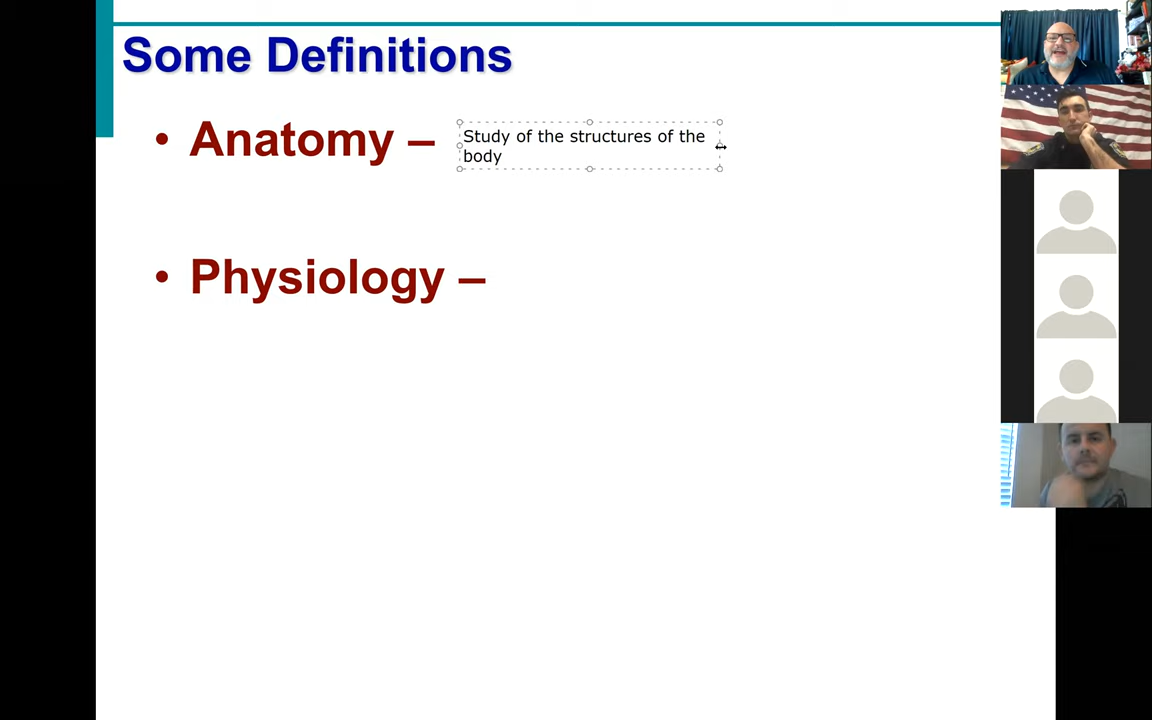 Some Definitions
• Anatomy –
Study of the structures of the
body
• Physiology –